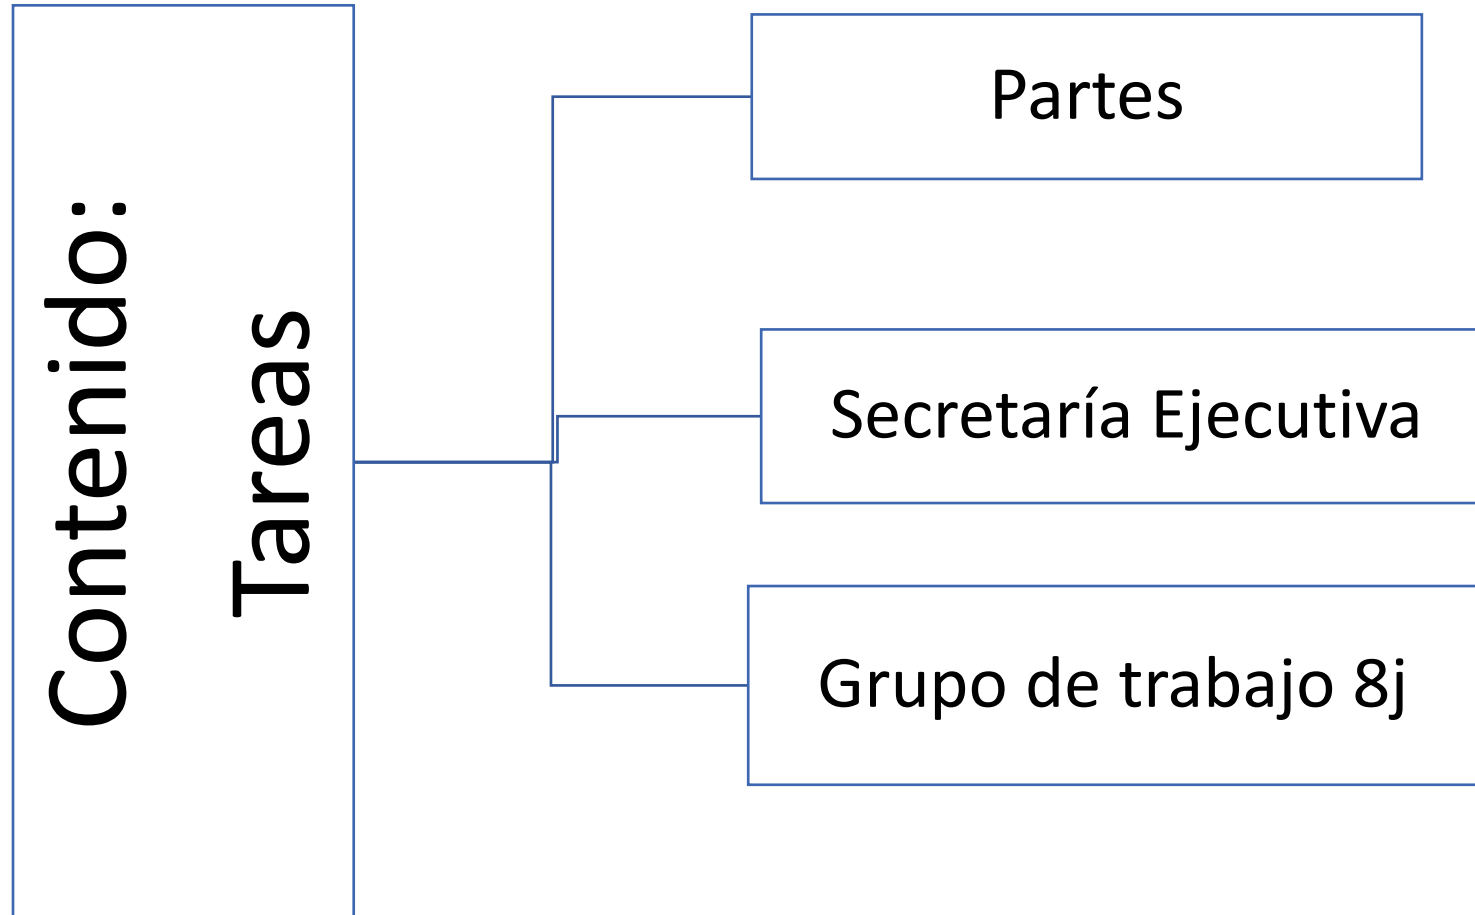 Contenido:
Tareas
Partes
Secretaría Ejecutiva
Grupo de trabajo 8j